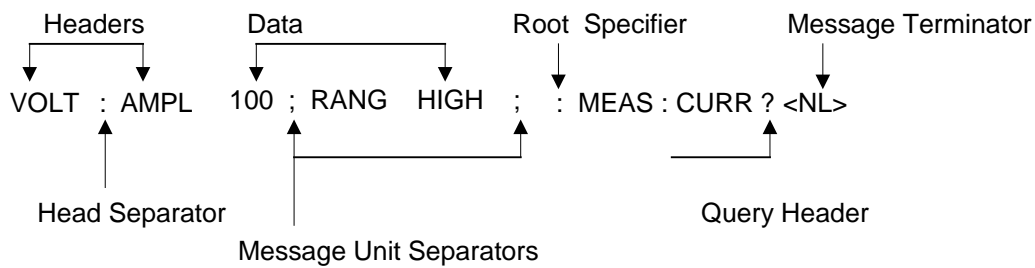 Headers Data Root Specifier Message Terminator
VOLT : AMPL 100 ; RANG HIGH ; : MEAS : CURR ? <NL>
Head Separator Query Header
Message Unit Separators